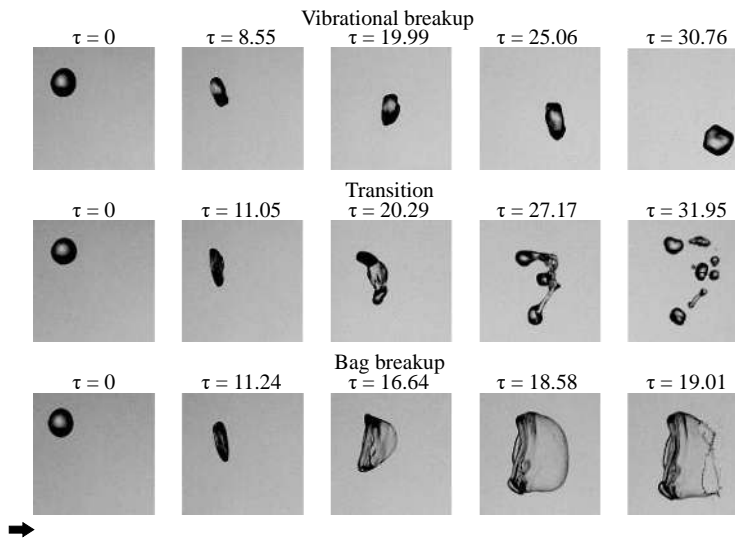 Vibrational breakup
τ = 0 τ = 8.55 τ = 19.99 τ = 25.06 τ = 30.76
Transition
τ = 0 τ = 11.05 τ = 20.29 τ = 27.17 τ = 31.95
Bag breakup
τ = 0 τ = 11.24 τ = 16.64 τ = 18.58 τ = 19.01